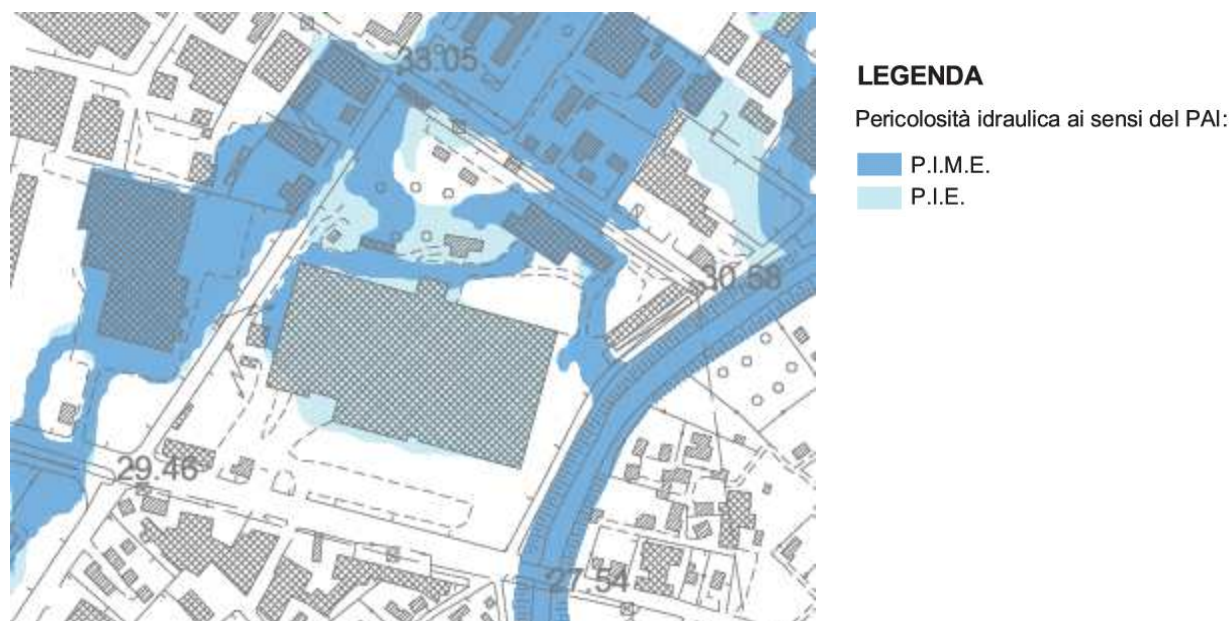 33.05
30.58
29.46
27.54
LEGENDA
Pericolosità idraulica ai sensi del PAI:
P.I.M.E.
P.I.E.